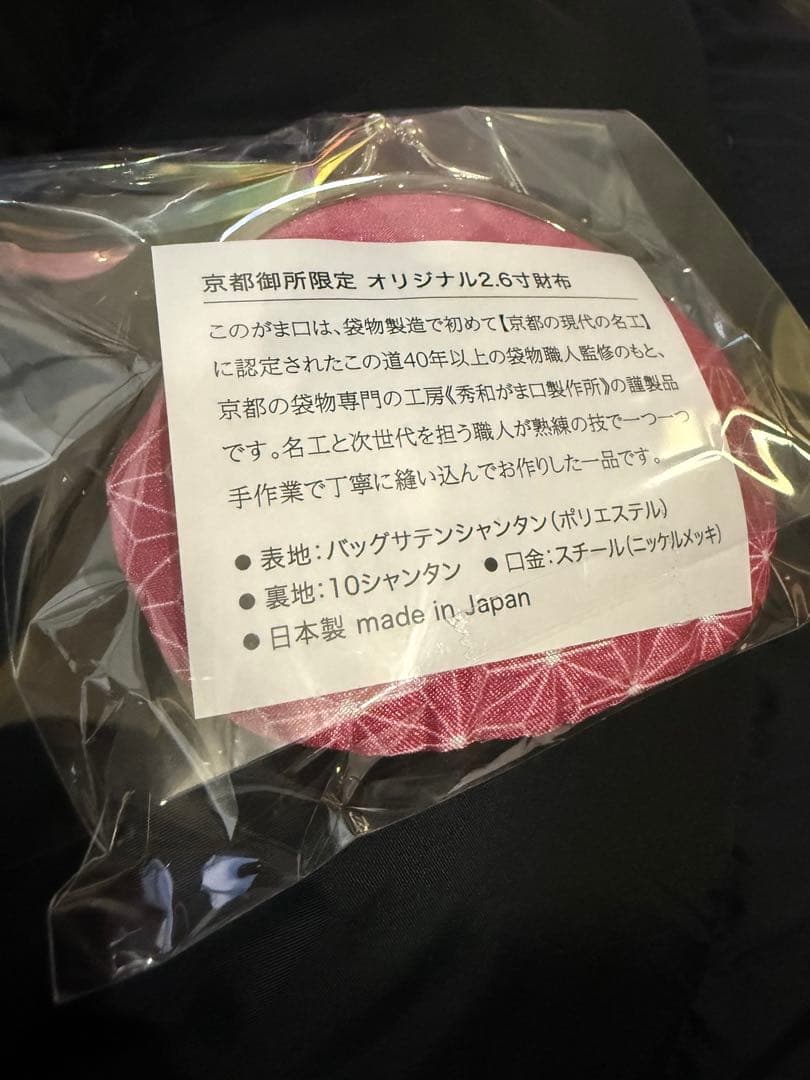 京都御所限定 オリジナル2.6寸財布
このがま口は、袋物製造で初めて【京都の現代の名工】
に認定されたこの道40年以上の袋物職人監修のもと、
京都の袋物専門の工房《秀和がま口製作所》の謹製品
です。名工と次世代を担う職人が熟練の技で一つ一つ
手作業で丁寧に縫い込んでお作りした一品です。
● 表地：バッグサテンシャンタン（ポリエステル）
● 裏地：10シャンタン ● 口金：スチール（ニッケルメッキ）
● 日本製 made in Japan